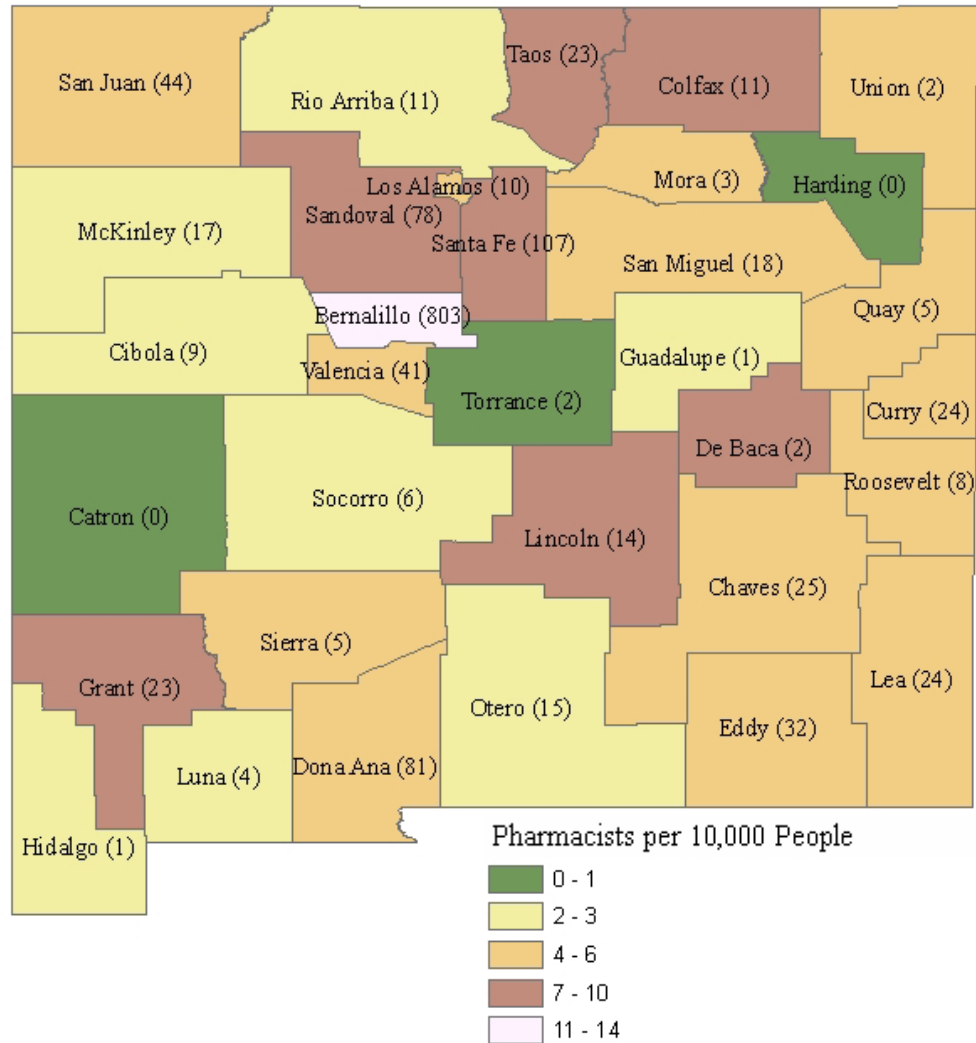 Taos (23)
San Juan (44)
Colfax (11)
Union (2)
Rio Arriba (11)
Mora (3)
Harding (0)
Los Alamos (10)
Sandoval (78)
McKinley (17)
Santa Fe (107)
San Miguel (18)
Quay (5)
Bernalillo (803)
Cibola (9)
Guadalupe (1)
Valencia (41)
Torrance (2)
Curry (24)
De Baca (2)
Roosevelt (8)
Socorro (6)
Catron (0)
Lincoln (14)
Chaves (25)
Sierra (5)
Lea (24)
Grant (23)
Otero (15)
Eddy (32)
Dona Ana (81)
Luna (4)
Hidalgo (1)
Pharmacists per 10,000 People
0 - 1
2 - 3
4 - 6
7 - 10
11 - 14